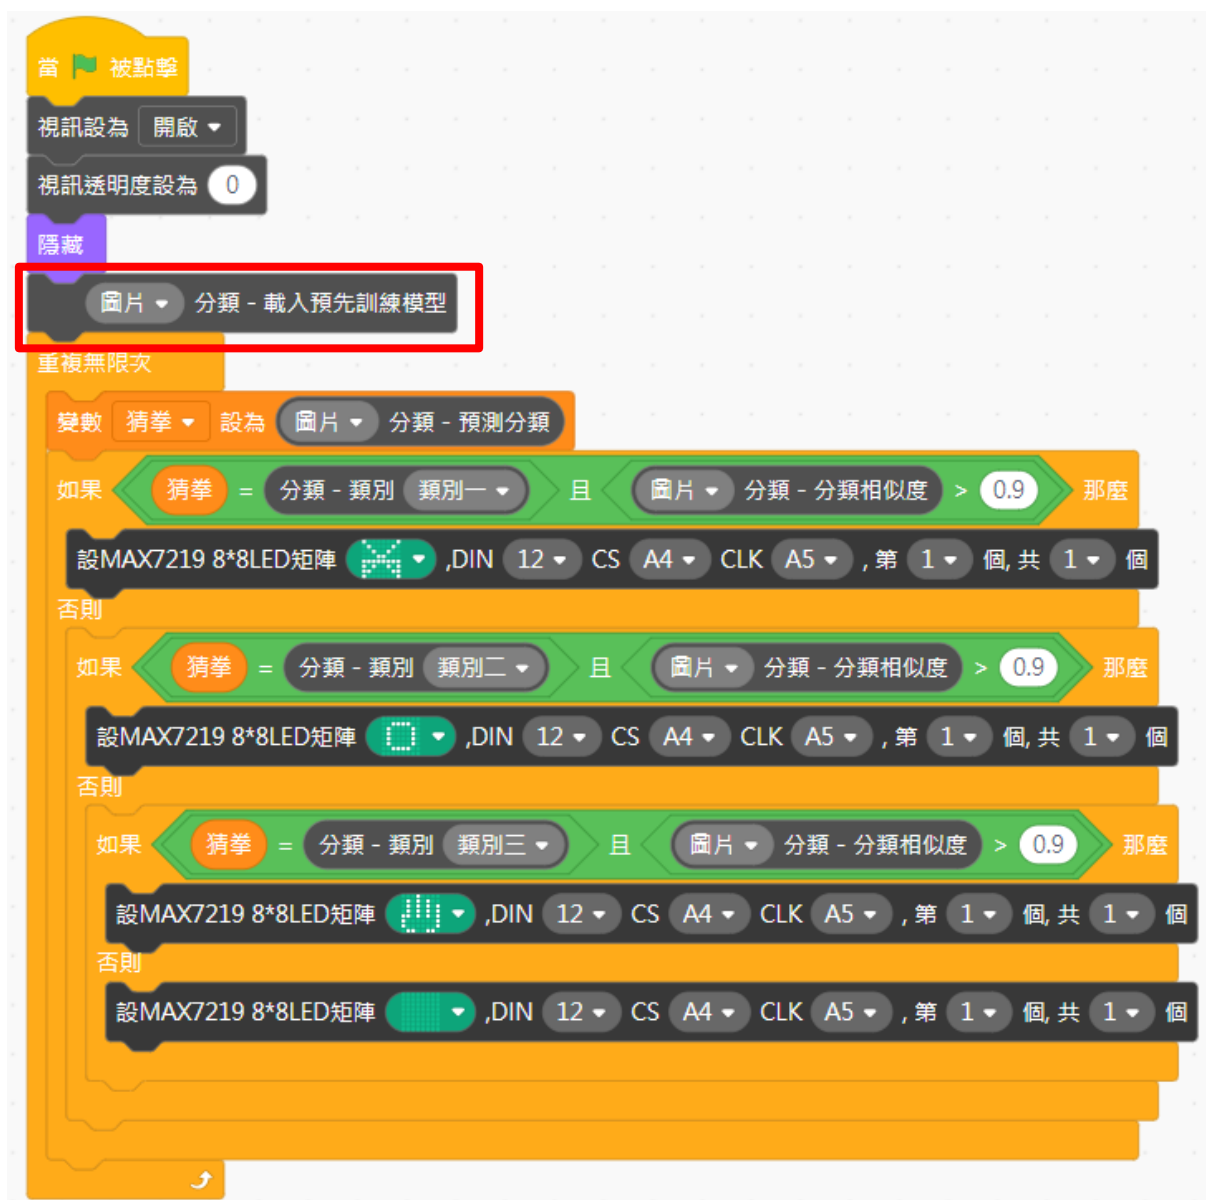 當 被點擊
視訊設為 開啟
視訊透明度設為 0
隱藏
圖片 分類 - 載入預先訓練模型
重複無限次
變數 猜拳 設為 圖片 分類 - 預測分類
如果 猜拳 = 分類 - 類別 類別一 且 圖片 分類 - 分類相似度 > 0.9 那麼
設MAX7219 8*8LED矩陣 ,DIN 12 CS A4 CLK A5 , 第 1 個, 共 1 個
否則
如果 猜拳 = 分類 - 類別 類別二 且 圖片 分類 - 分類相似度 > 0.9 那麼
設MAX7219 8*8LED矩陣 ,DIN 12 CS A4 CLK A5 , 第 1 個, 共 1 個
否則
如果 猜拳 = 分類 - 類別 類別三 且 圖片 分類 - 分類相似度 > 0.9 那麼
設MAX7219 8*8LED矩陣 ,DIN 12 CS A4 CLK A5 , 第 1 個, 共 1 個
否則
設MAX7219 8*8LED矩陣 ,DIN 12 CS A4 CLK A5 , 第 1 個, 共 1 個